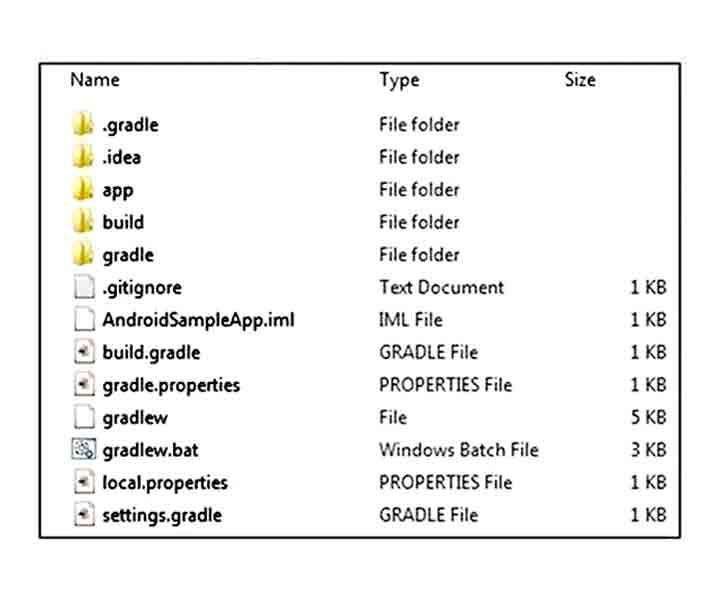 Name Type Size
.gradle File folder
.idea File folder
app File folder
build File folder
gradle File folder
.gitignore Text Document 1 KB
AndroidSampleApp.iml IML File 1 KB
build.gradle GRADLE File 1 KB
gradle.properties PROPERTIES File 1 KB
gradlew File 5 KB
gradlew.bat Windows Batch File 3 KB
local.properties PROPERTIES File 1 KB
settings.gradle GRADLE File 1 KB